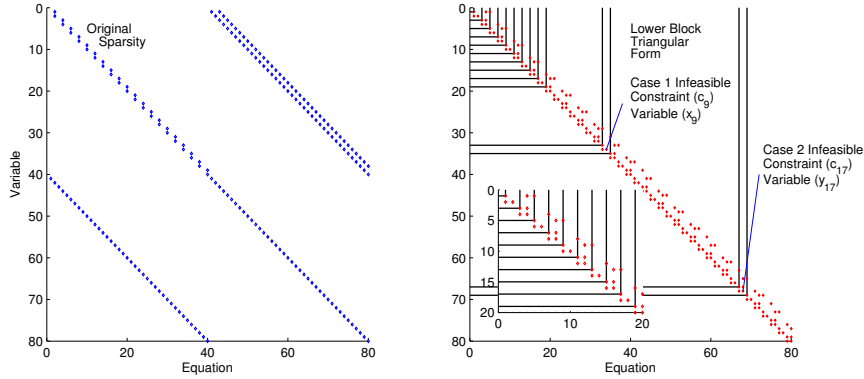 0
10
20
30
40
50
60
70
80
Variable
0
20
40
60
80
Equation
Original
Sparsity
0
10
20
30
40
50
60
70
80
0
20
40
60
80
Equation
Lower Block
Triangular
Form
Case 1 Infeasible
Constraint (c9)
Variable (x9)
Case 2 Infeasible
Constraint (c17)
Variable (y17)
0
5
10
15
20
0
10
20